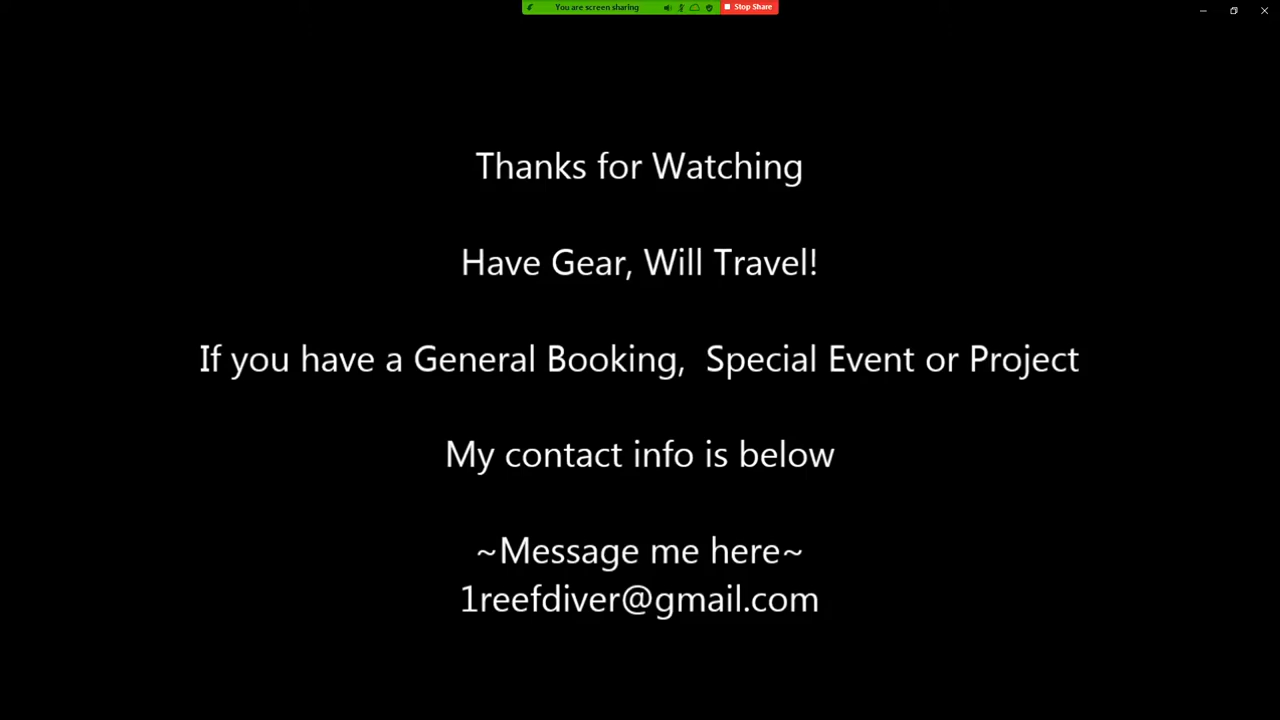 You are screen sharing
Stop Share
Thanks for Watching
Have Gear, Will Travel!
If you have a General Booking,  Special Event or Project
My contact info is below
~Message me here~
1reefdiver@gmail.com